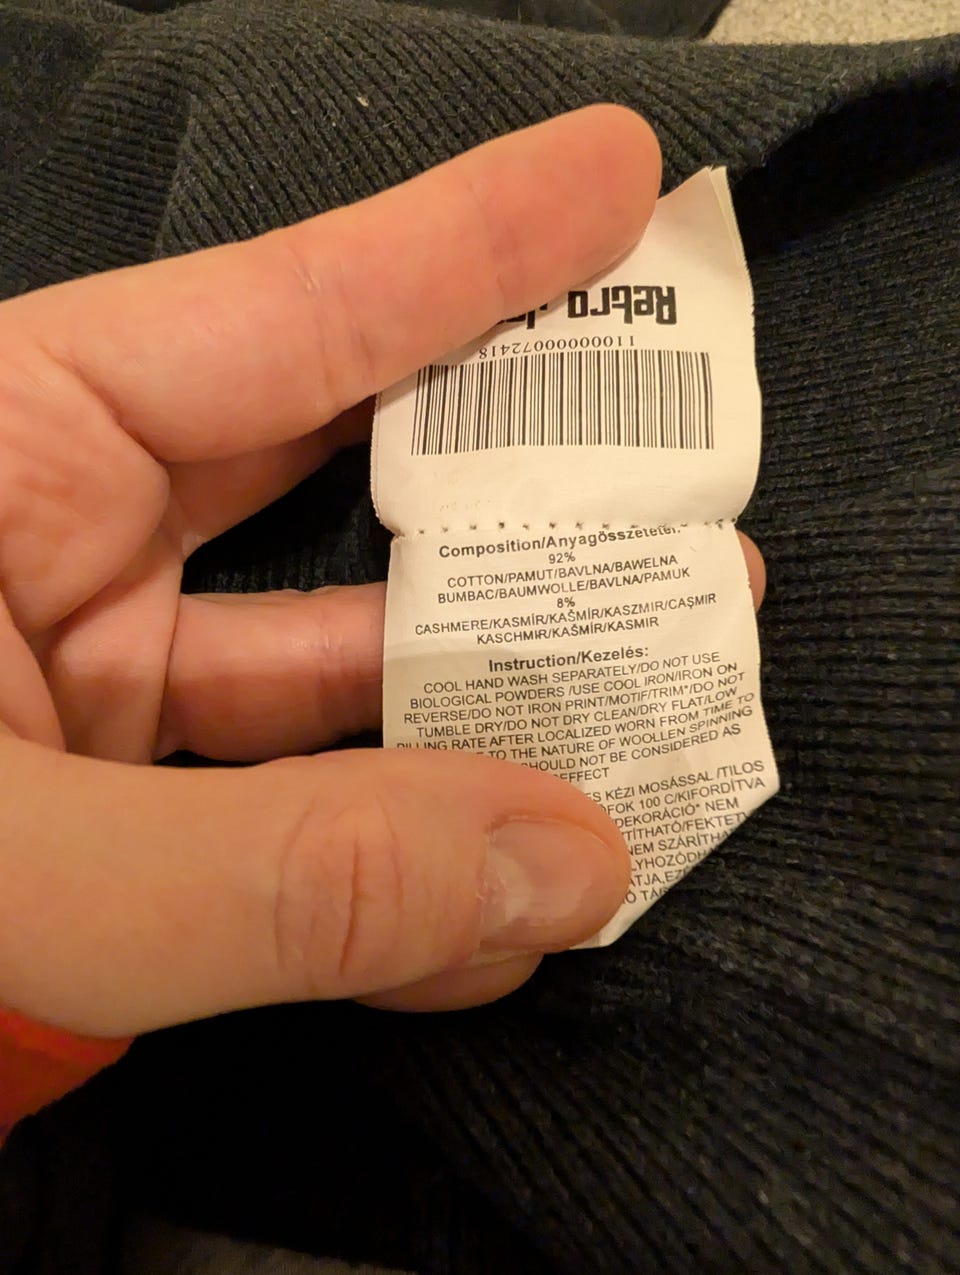 Retro
1100000000072418
Composition/Anyagösszetétel:
92%
COTTON/PAMUT/BAVLNA/BAWELNA
BUMBAC/BAUMWOLLE/BAVLNA/PAMUK
8%
CASHMERE/KASMÍR/KAŠMÍR/KASZMIR/CAŞMIR
KASCHMIR/KAŠMÍR/KASMIR
Instruction/Kezelés:
COOL HAND WASH SEPARATELY/DO NOT USE
BIOLOGICAL POWDERS /USE COOL IRON/IRON ON
REVERSE/DO NOT IRON PRINT/MOTIF/TRIM*/DO NOT
TUMBLE DRY/DO NOT DRY CLEAN/DRY FLAT/LOW
PILLING RATE AFTER LOCALIZED WORN FROM TIME TO
TO THE NATURE OF WOOLLEN SPINNING
SHOULD NOT BE CONSIDERED AS
EFFECT
KÉZI MOSÁSSAL /TILOS
100 C/KIFORDÍTVA
DEKORÁCIÓ* NEM